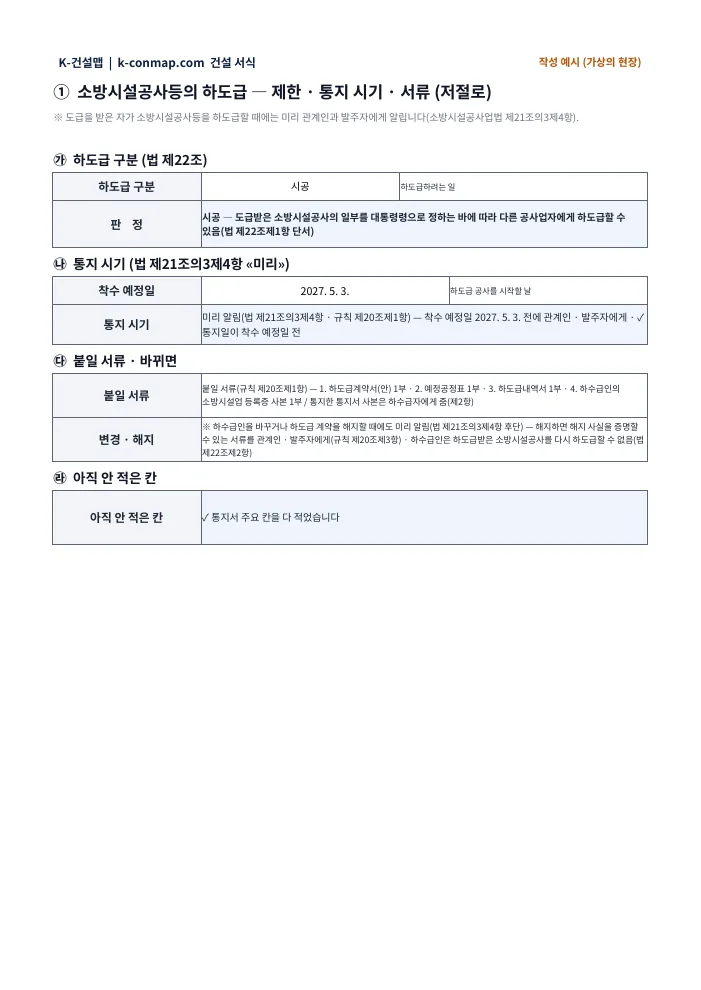 K-건설맵 | k-conmap.com 건설 서식
작성 예시 (가상의 현장)
① 소방시설공사등의 하도급 — 제한 · 통지 시기 · 서류 (저절로)
※ 도급을 받은 자가 소방시설공사등을 하도급할 때에는 미리 관계인과 발주자에게 알립니다(소방시설공사업법 제21조의3제4항).
㉮ 하도급 구분 (법 제22조)
하도급 구분 시공 하도급하려는 일
판 정
시공 — 도급받은 소방시설공사의 일부를 대통령령으로 정하는 바에 따라 다른 공사업자에게 하도급할 수
있음(법 제22조제1항 단서)
㉯ 통지 시기 (법 제21조의3제4항 «미리»)
착수 예정일 2027. 5. 3. 하도급 공사를 시작할 날
통지 시기
미리 알림(법 제21조의3제4항 · 규칙 제20조제1항) — 착수 예정일 2027. 5. 3. 전에 관계인 · 발주자에게 · ✓
통지일이 착수 예정일 전
㉰ 붙일 서류 · 바뀌면
붙일 서류
붙일 서류(규칙 제20조제1항) — 1. 하도급계약서(안) 1부 · 2. 예정공정표 1부 · 3. 하도급내역서 1부 · 4. 하수급인의
소방시설업 등록증 사본 1부 / 통지한 통지서 사본은 하수급자에게 줌(제2항)
변경 · 해지
※ 하수급인을 바꾸거나 하도급 계약을 해지할 때에도 미리 알림(법 제21조의3제4항 후단) — 해지하면 해지 사실을 증명할
수 있는 서류를 관계인 · 발주자에게(규칙 제20조제3항) · 하수급인은 하도급받은 소방시설공사를 다시 하도급할 수 없음(법
제22조제2항)
㉱ 아직 안 적은 칸
아직 안 적은 칸 ✓ 통지서 주요 칸을 다 적었습니다